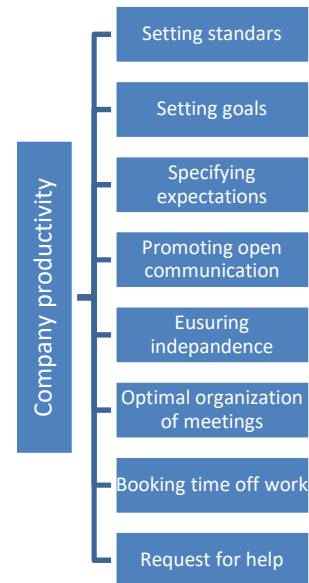 Company productivity
Setting standars
Setting goals
Specifying
expectations
Promoting open
communication
Eusuring
indepandence
Optimal organization
of meetings
Booking time off work
Request for help